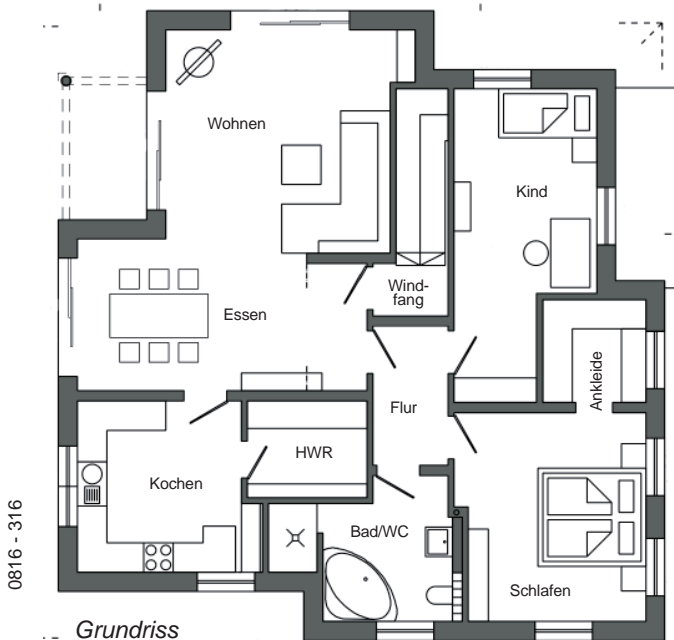 Wohnen
Kind
Wind-
fang
Essen
Ankleide
Flur
HWR
Kochen
Bad/WC
Schlafen
0816 - 316
Grundriss